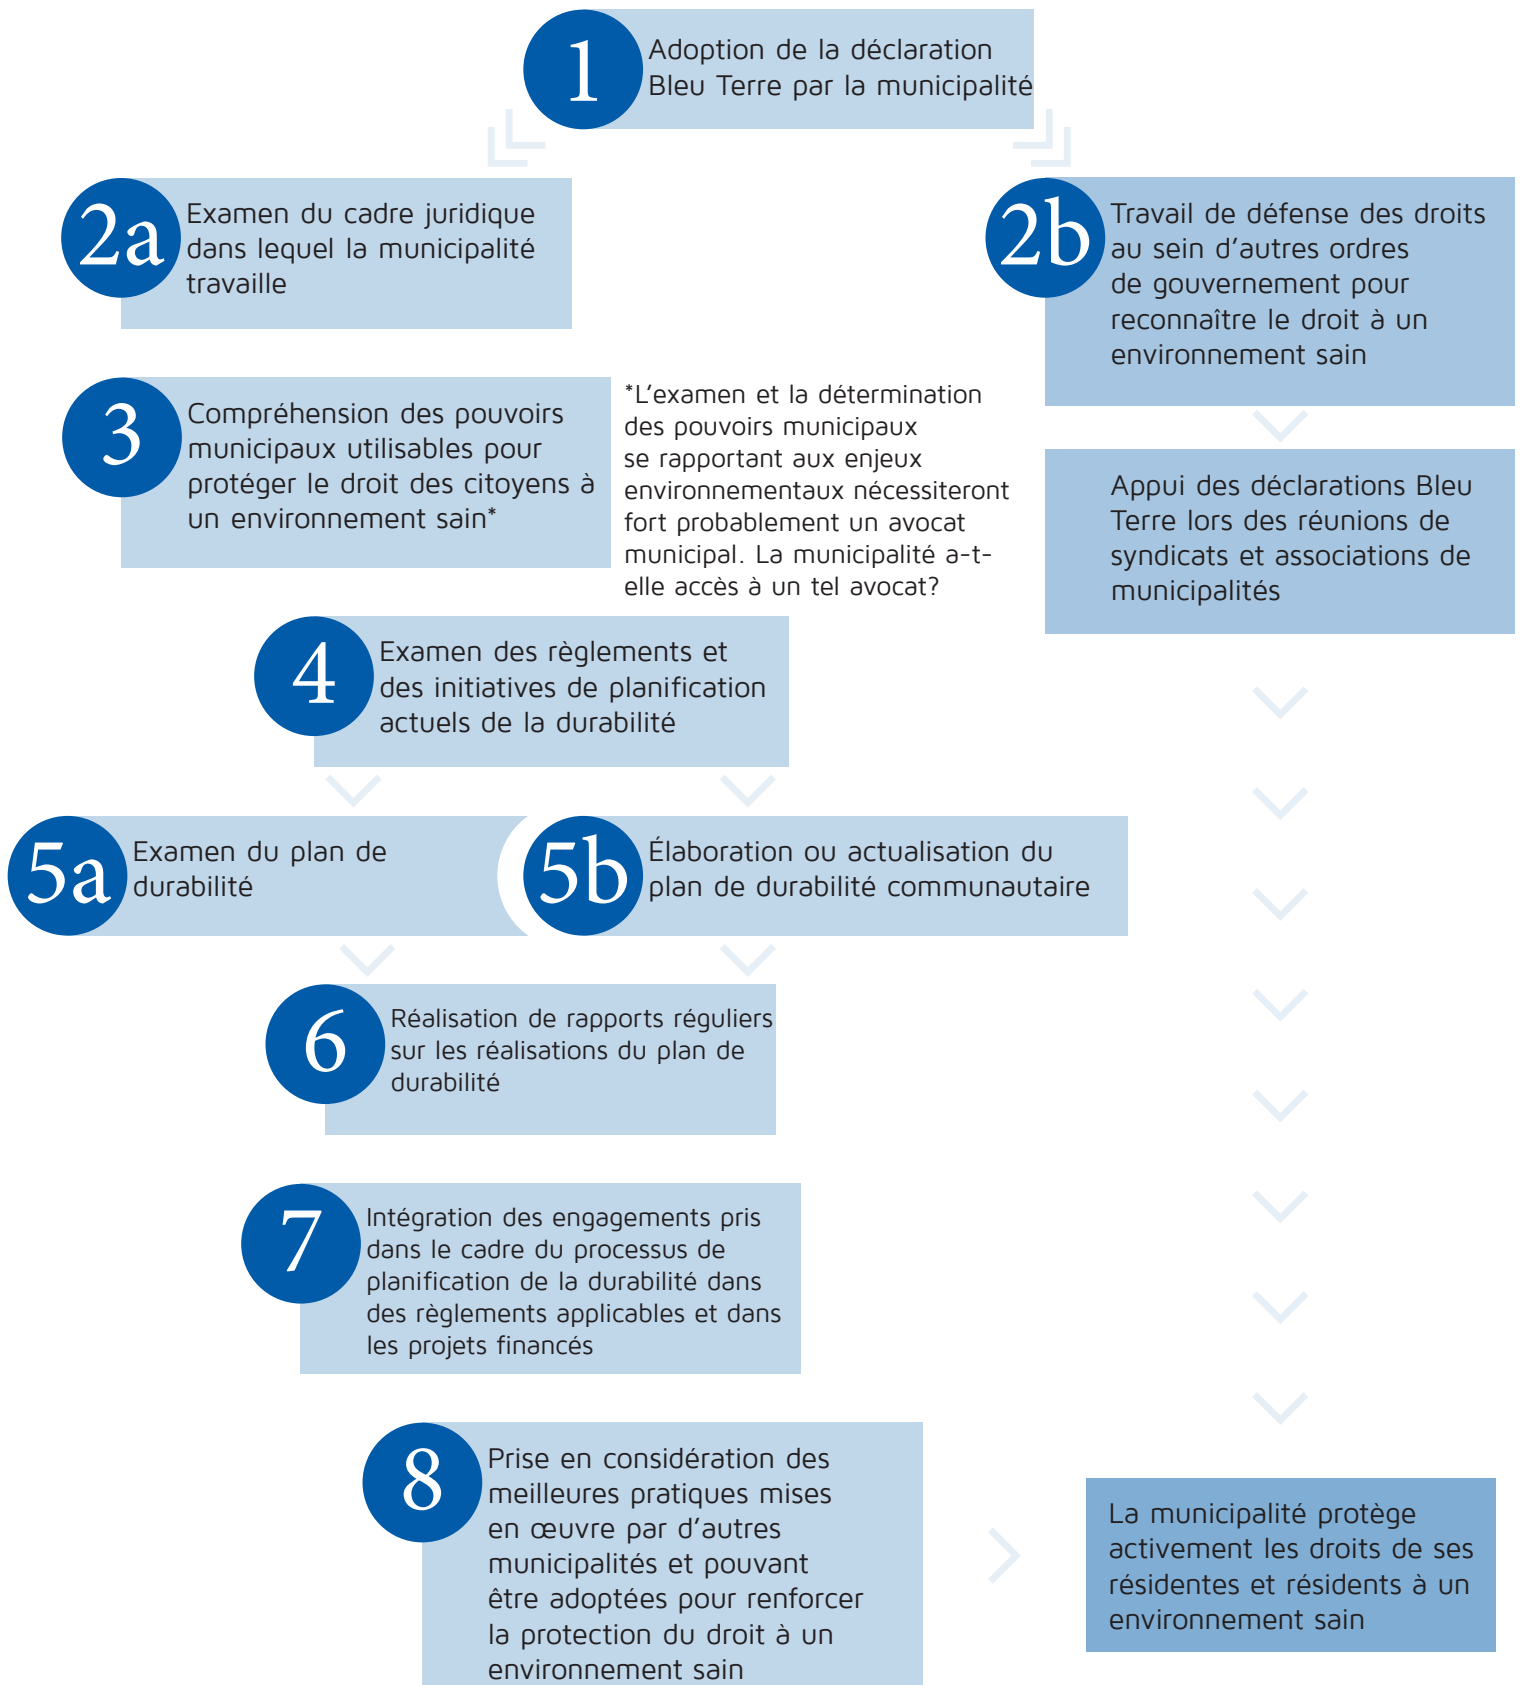 1
Adoption de la déclaration
Bleu Terre par la municipalité
2a
Examen du cadre juridique
dans lequel la municipalité
travaille
2b
Travail de défense des droits
au sein d’autres ordres
de gouvernement pour
reconnaître le droit à un
environnement sain
3
Compréhension des pouvoirs
municipaux utilisables pour
protéger le droit des citoyens à
un environnement sain*
*L’examen et la détermination
des pouvoirs municipaux
se rapportant aux enjeux
environnementaux nécessiteront
fort probablement un avocat
municipal. La municipalité a-t-
elle accès à un tel avocat?
Appui des déclarations Bleu
Terre lors des réunions de
syndicats et associations de
municipalités
4
Examen des règlements et
des initiatives de planification
actuels de la durabilité
5a
Examen du plan de
durabilité
5b
Élaboration ou actualisation du
plan de durabilité communautaire
6
Réalisation de rapports réguliers
sur les réalisations du plan de
durabilité
7
Intégration des engagements pris
dans le cadre du processus de
planification de la durabilité dans
des règlements applicables et dans
les projets financés
8
Prise en considération des
meilleures pratiques mises
en œuvre par d’autres
municipalités et pouvant
être adoptées pour renforcer
la protection du droit à un
environnement sain
La municipalité protège
activement les droits de ses
résidentes et résidents à un
environnement sain